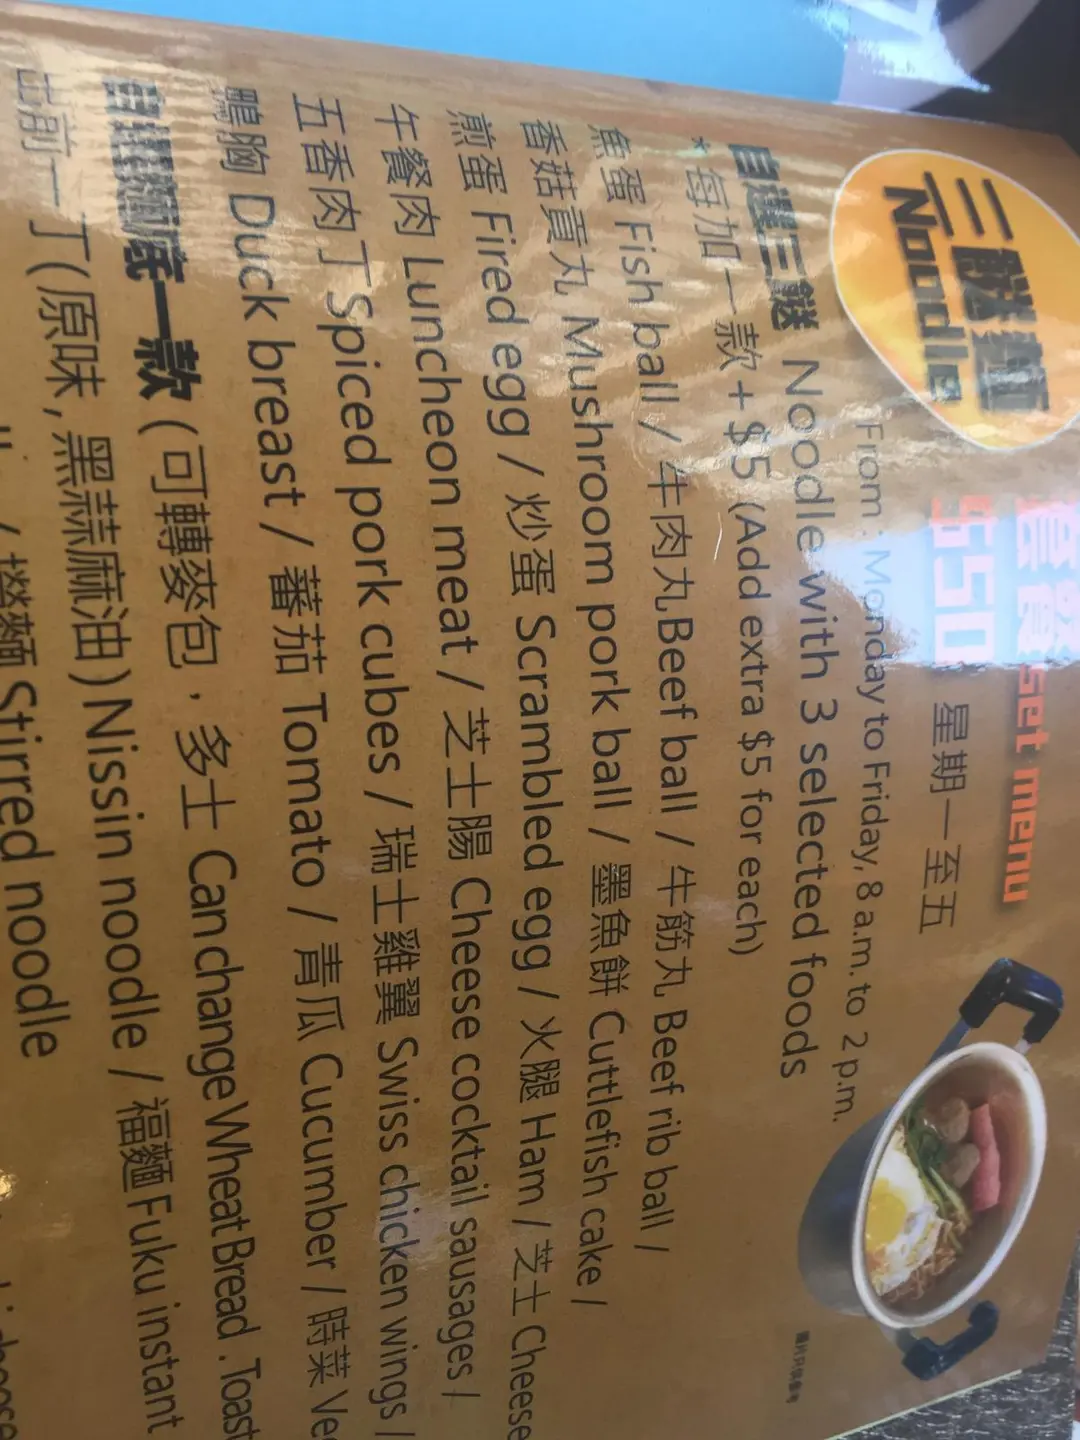 三餸麵
Noodle
套餐 set menu
$50 星期一至五
From : Monday to Friday, 8 a.m. to 2 p.m.
自選三餸 Noodle with 3 selected foods
*每加一款 + $5 (Add extra $5 for each)
魚蛋 Fish ball / 牛肉丸 Beef ball / 牛筋丸 Beef rib ball /
香菇貢丸 Mushroom pork ball / 墨魚餅 Cuttlefish cake /
煎蛋 Fired egg / 炒蛋 Scrambled egg / 火腿 Ham / 芝士 Cheese
午餐肉 Luncheon meat / 芝士腸 Cheese cocktail sausages /
五香肉丁 Spiced pork cubes / 瑞士雞翼 Swiss chicken wings /
鴨胸 Duck breast / 蕃茄 Tomato / 青瓜 Cucumber / 時菜
自選麵底一款 (可轉麥包，多士 Can change Wheat Bread . Toast
出前一丁 (原味, 黑蒜麻油) Nissin noodle / 福麵 Fuku instant
/ 撈麵 Stirred noodle